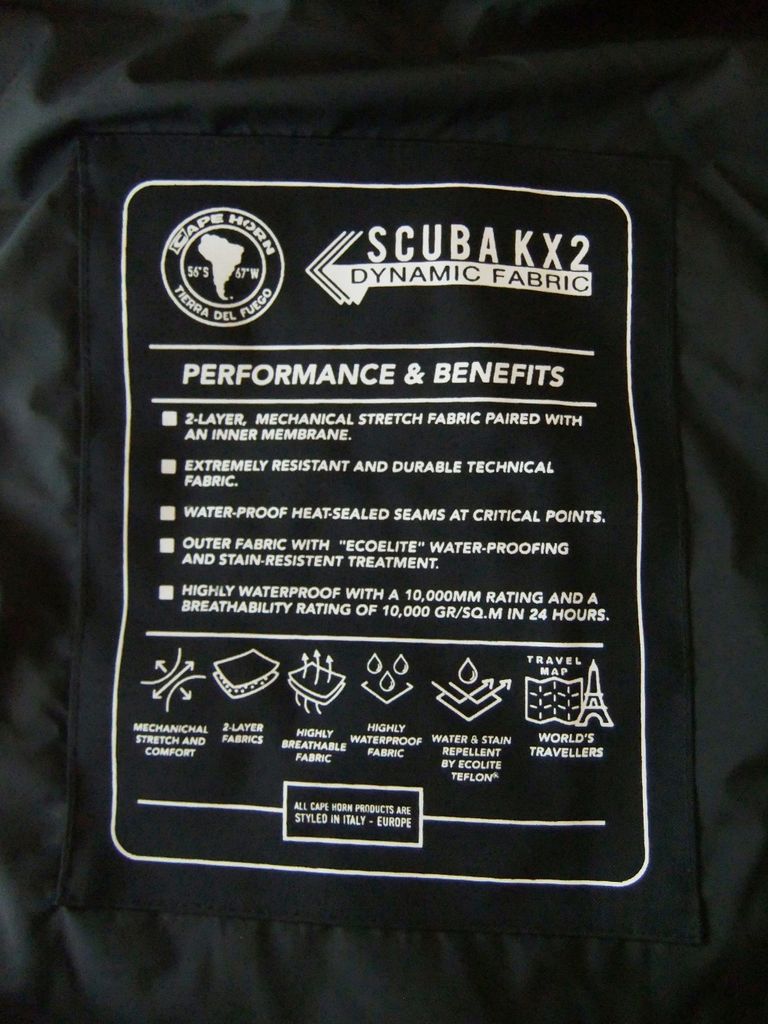 CAPE HORN
56°S 67°W
TIERRA DEL FUEGO
SCUBA KX2
DYNAMIC FABRIC
PERFORMANCE & BENEFITS
2-LAYER, MECHANICAL STRETCH FABRIC PAIRED WITH
AN INNER MEMBRANE.
EXTREMELY RESISTANT AND DURABLE TECHNICAL
FABRIC.
WATER-PROOF HEAT-SEALED SEAMS AT CRITICAL POINTS.
OUTER FABRIC WITH "ECOELITE" WATER-PROOFING
AND STAIN-RESISTENT TREATMENT.
HIGHLY WATERPROOF WITH A 10,000MM RATING AND A
BREATHABILITY RATING OF 10,000 GR/SQ.M IN 24 HOURS.
MECHANICHAL
STRETCH AND
COMFORT
2-LAYER
FABRICS
HIGHLY
BREATHABLE
FABRIC
HIGHLY
WATERPROOF
FABRIC
WATER & STAIN
REPELLENT
BY ECOLITE
TEFLON®
TRAVEL
MAP
WORLD'S
TRAVELLERS
ALL CAPE HORN PRODUCTS ARE
STYLED IN ITALY - EUROPE